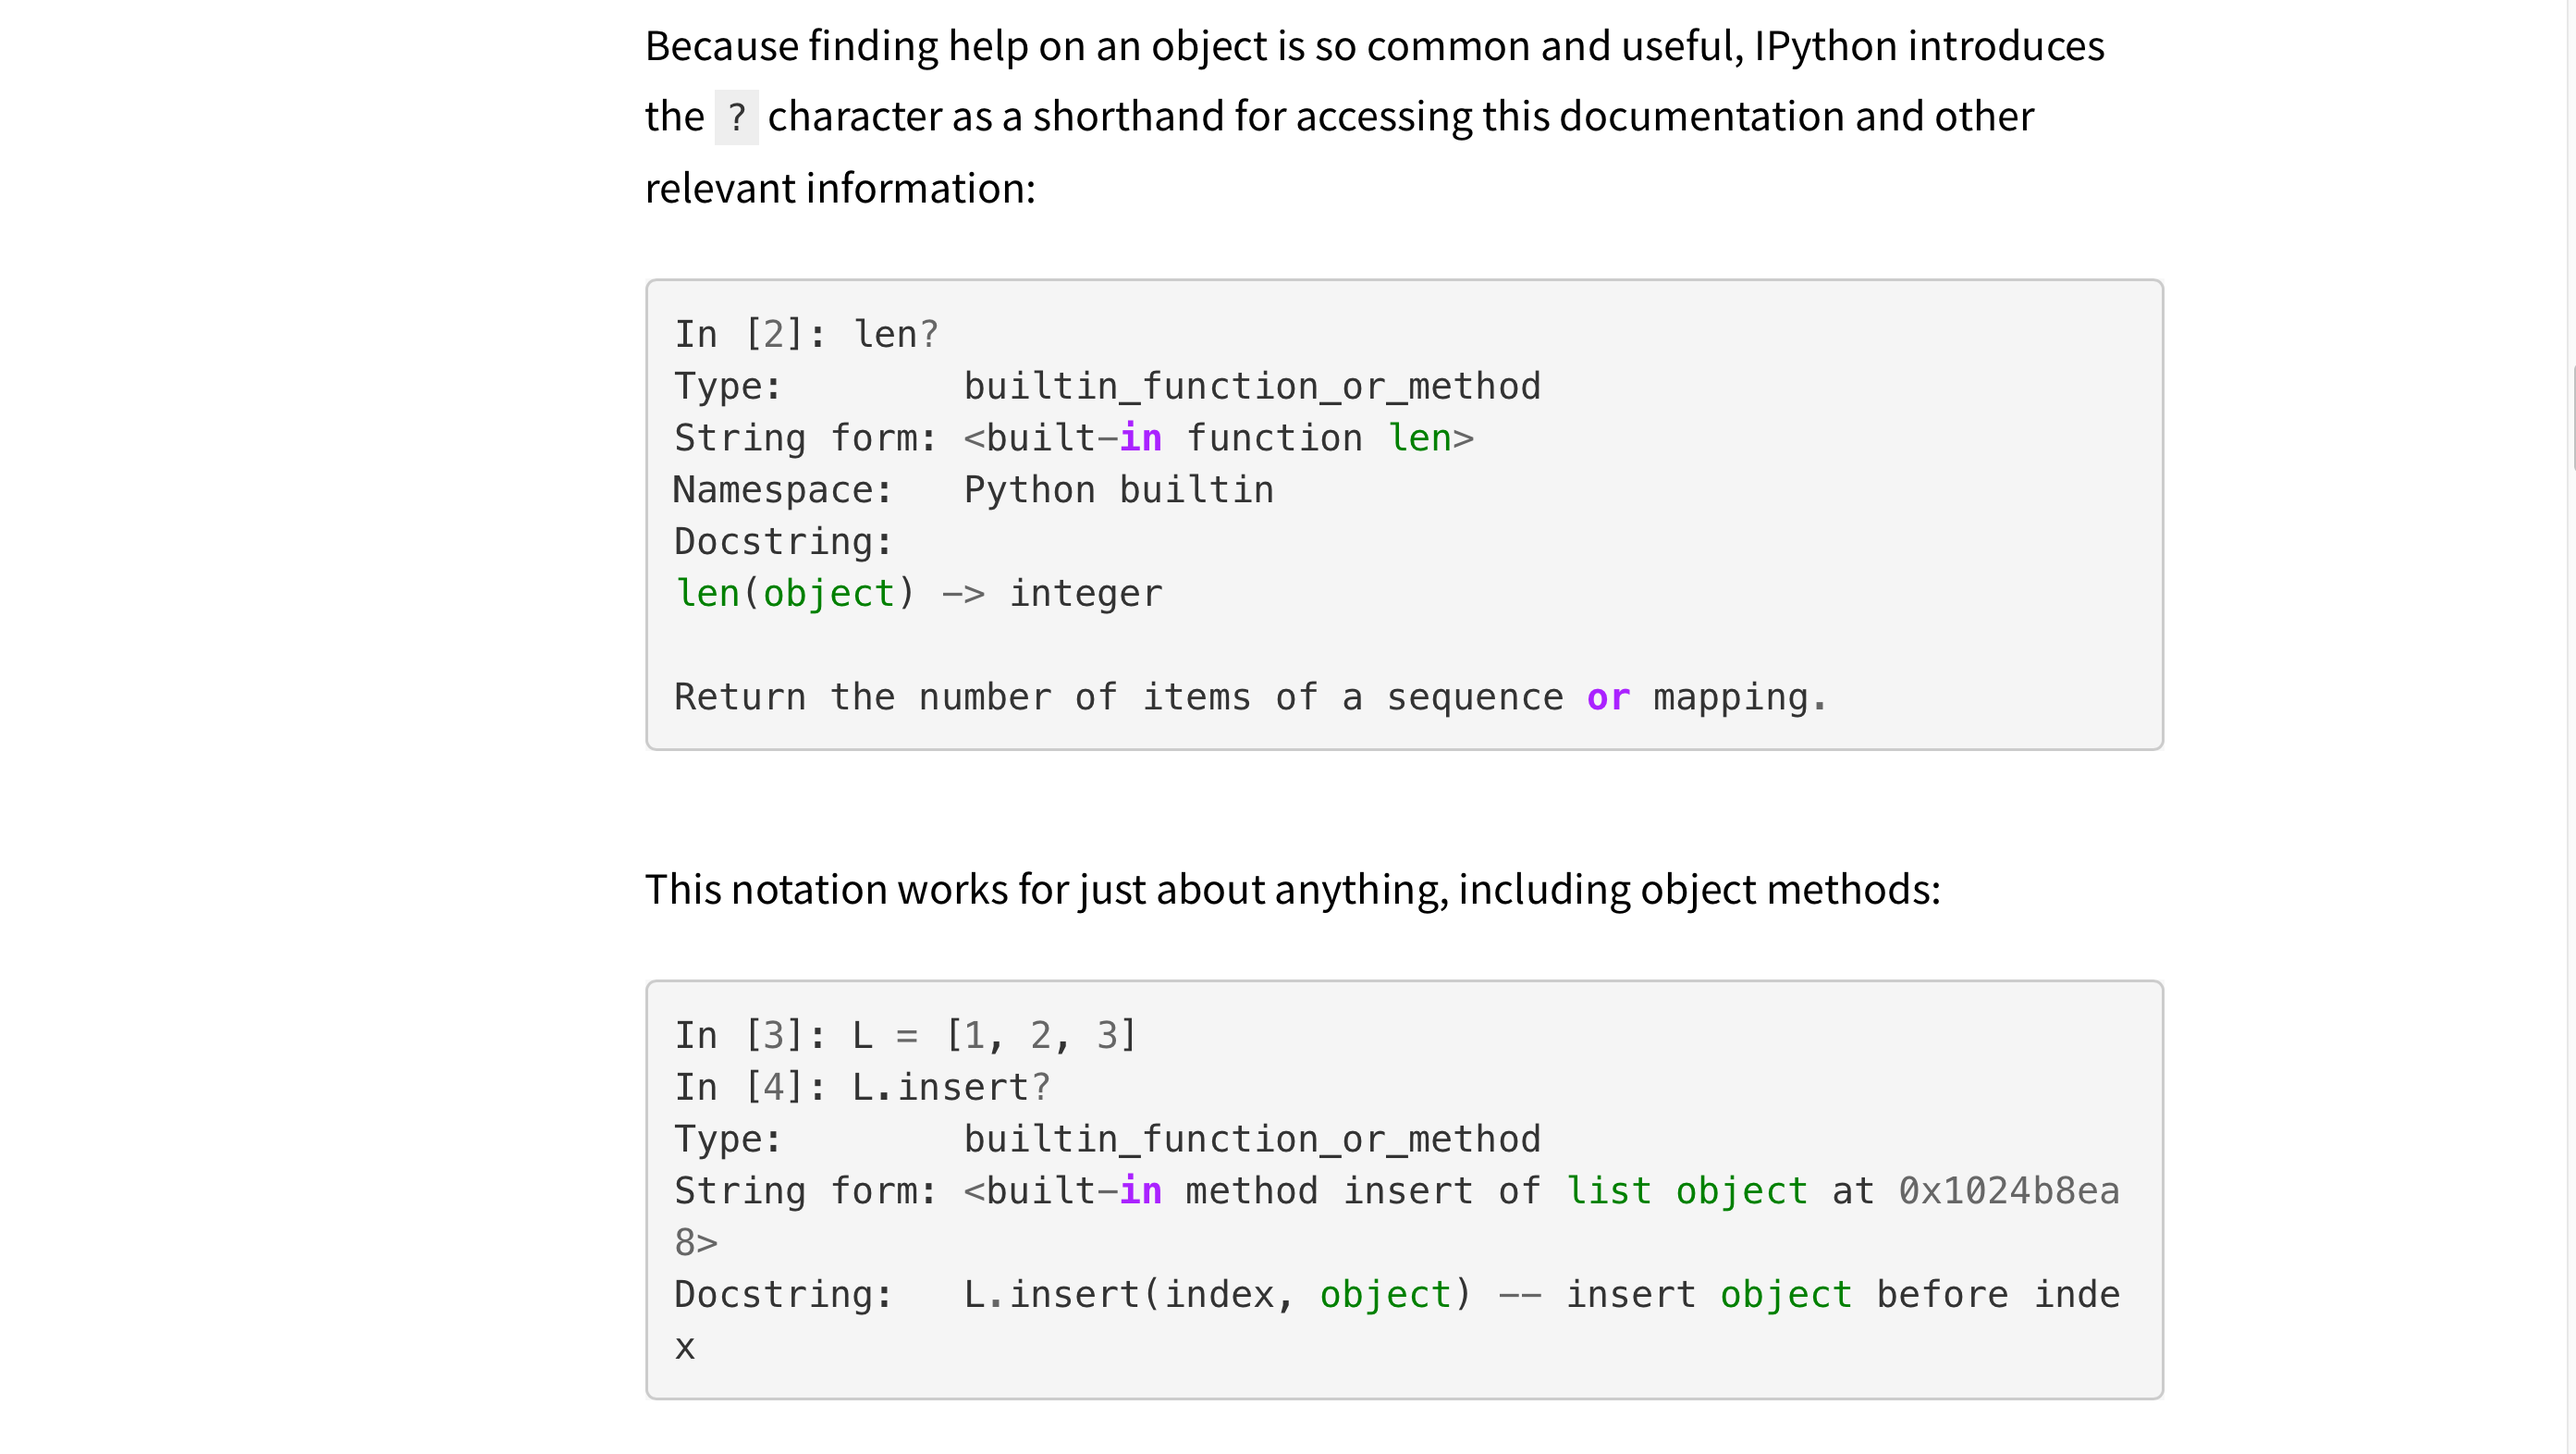 Because finding help on an object is so common and useful, IPython introduces
the ? character as a shorthand for accessing this documentation and other
relevant information:
In [2]: len?
Type:        builtin_function_or_method
String form: <built-in function len>
Namespace:   Python builtin
Docstring:
len(object) -> integer
Return the number of items of a sequence or mapping.
This notation works for just about anything, including object methods:
In [3]: L = [1, 2, 3]
In [4]: L.insert?
Type:        builtin_function_or_method
String form: <built-in method insert of list object at 0x1024b8ea
8>
Docstring:   L.insert(index, object) -- insert object before inde
x